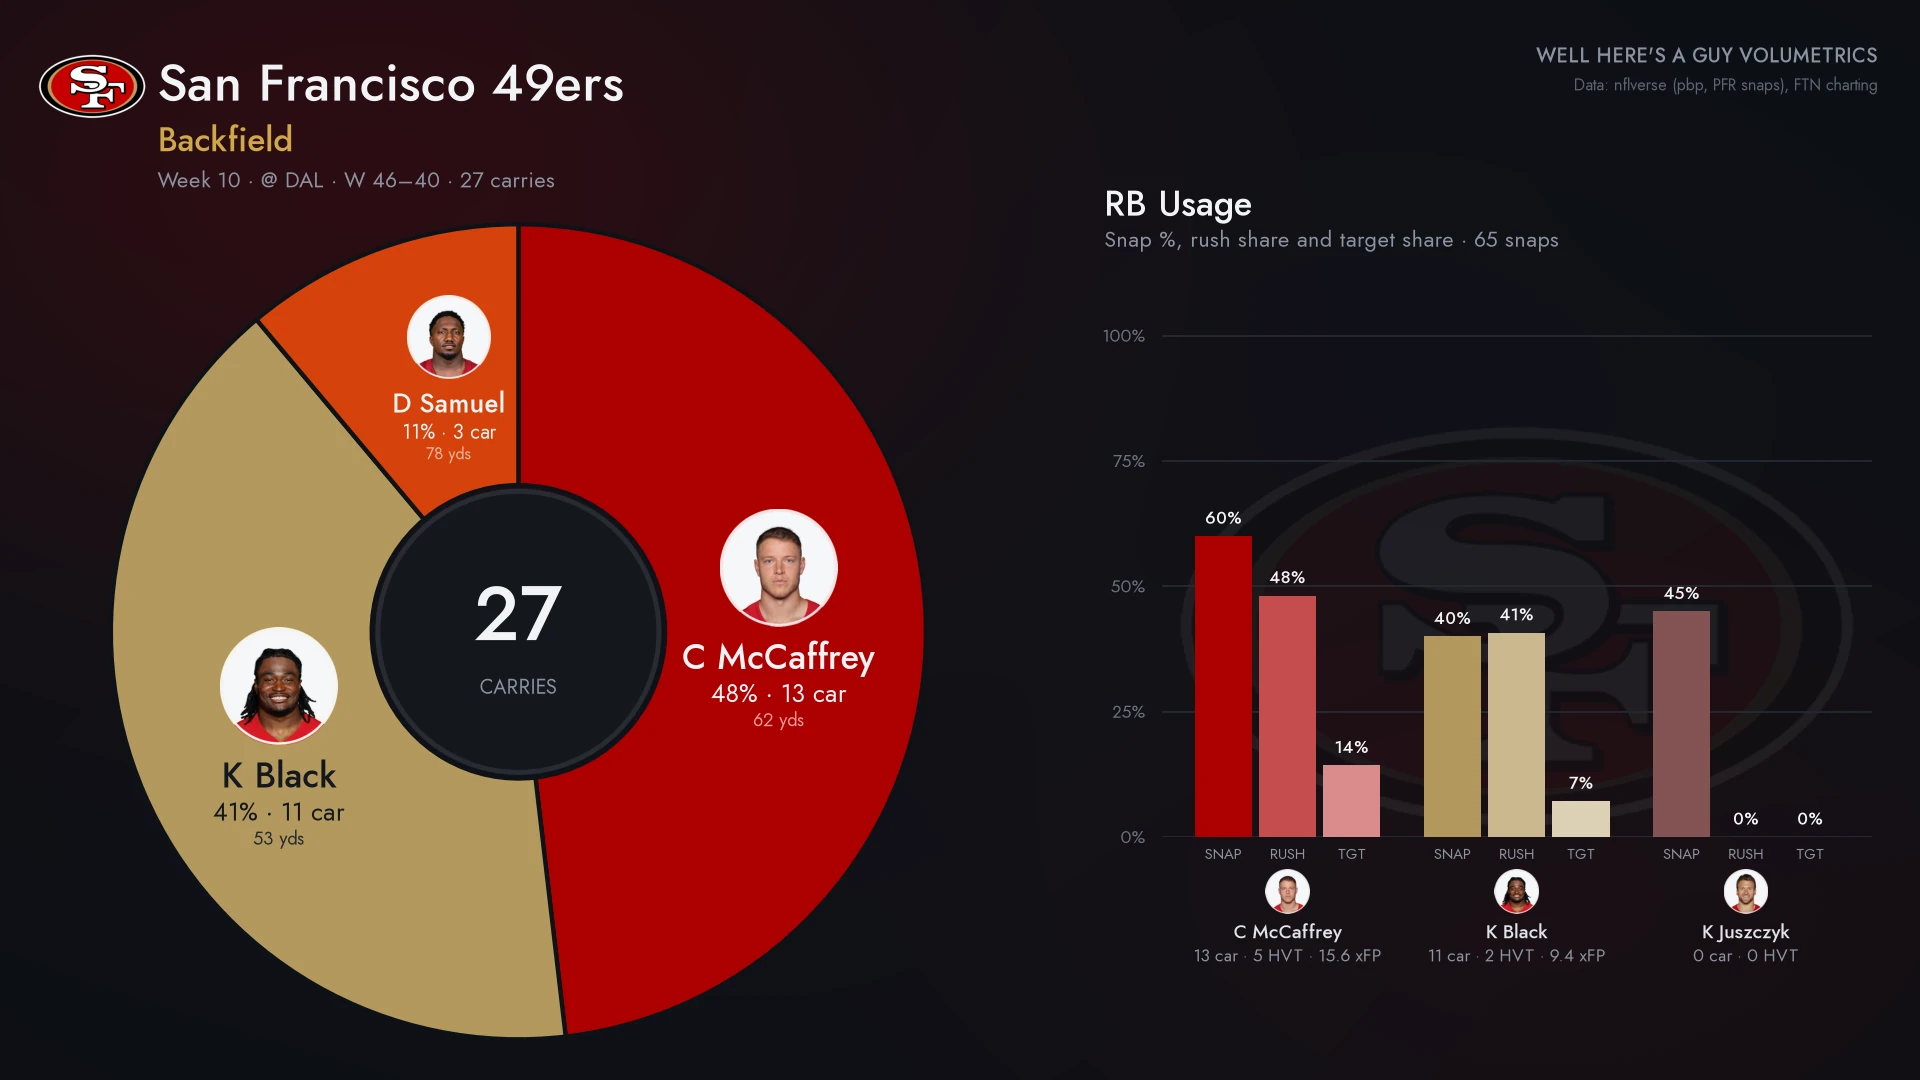 San Francisco 49ers
Backfield
Week 10 · @ DAL · W 46–40 · 27 carries
WELL HERE'S A GUY VOLUMETRICS
Data: nflverse (pbp, PFR snaps), FTN charting
D Samuel
11% · 3 car
78 yds
C McCaffrey
48% · 13 car
62 yds
K Black
41% · 11 car
53 yds
27
CARRIES
RB Usage
Snap %, rush share and target share · 65 snaps
100%
75%
50%
25%
0%
60%
48%
14%
40%
41%
7%
45%
0%
0%
SNAP RUSH TGT
SNAP RUSH TGT
SNAP RUSH TGT
C McCaffrey
13 car · 5 HVT · 15.6 xFP
K Black
11 car · 2 HVT · 9.4 xFP
K Juszczyk
0 car · 0 HVT
SF
SF